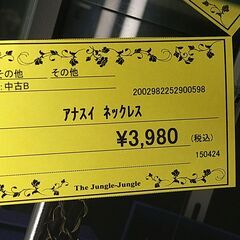 その他 その他
:中古B
2002982252900598
アナスイ ネックレス
¥3,980 (税込)
150424
The Jungle-Jungle